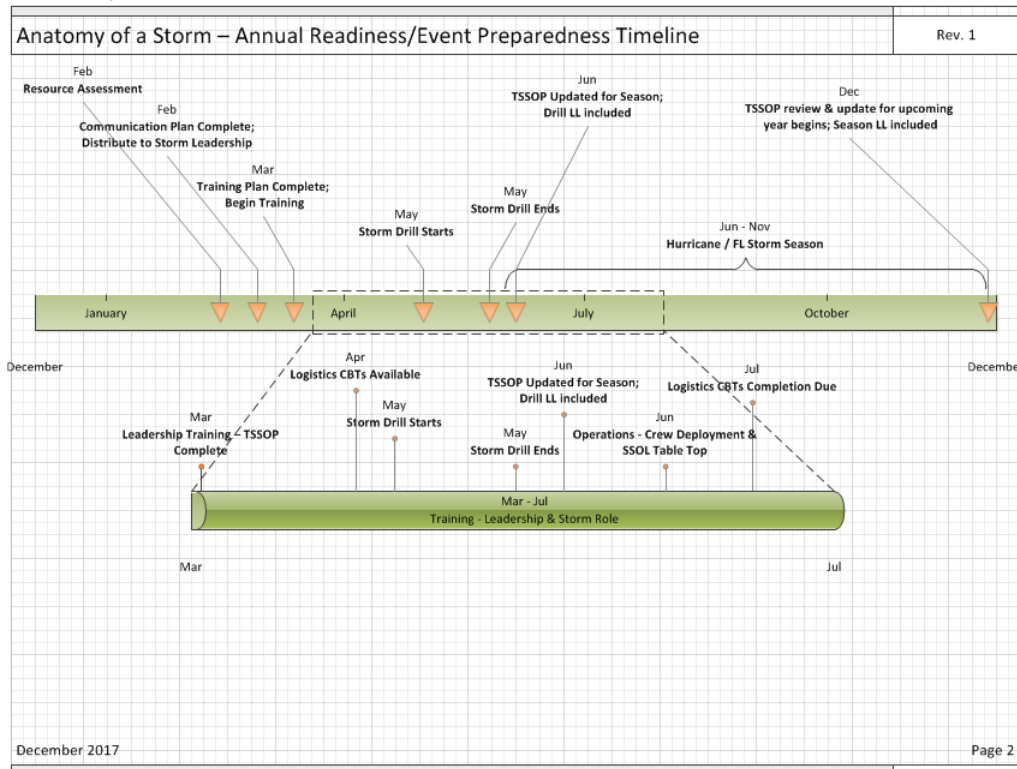 Anatomy of a Storm – Annual Readiness/Event Preparedness Timeline
Rev. 1
Feb
Resource Assessment
Feb
Communication Plan Complete;
Distribute to Storm Leadership
Mar
Training Plan Complete;
Begin Training
May
Storm Drill Starts
May
Storm Drill Ends
Jun
TSSOP Updated for Season;
Drill LL included
Jun - Nov
Hurricane / FL Storm Season
Dec
TSSOP review & update for upcoming
year begins; Season LL included
January
April
July
October
December
Decembe
Mar
Leadership Training – TSSOP
Complete
Apr
Logistics CBTs Available
May
Storm Drill Starts
May
Storm Drill Ends
Jun
TSSOP Updated for Season;
Drill LL included
Jun
Operations - Crew Deployment &
SSOL Table Top
Jul
Logistics CBTs Completion Due
Mar - Jul
Training - Leadership & Storm Role
Mar
Jul
December 2017
Page 2